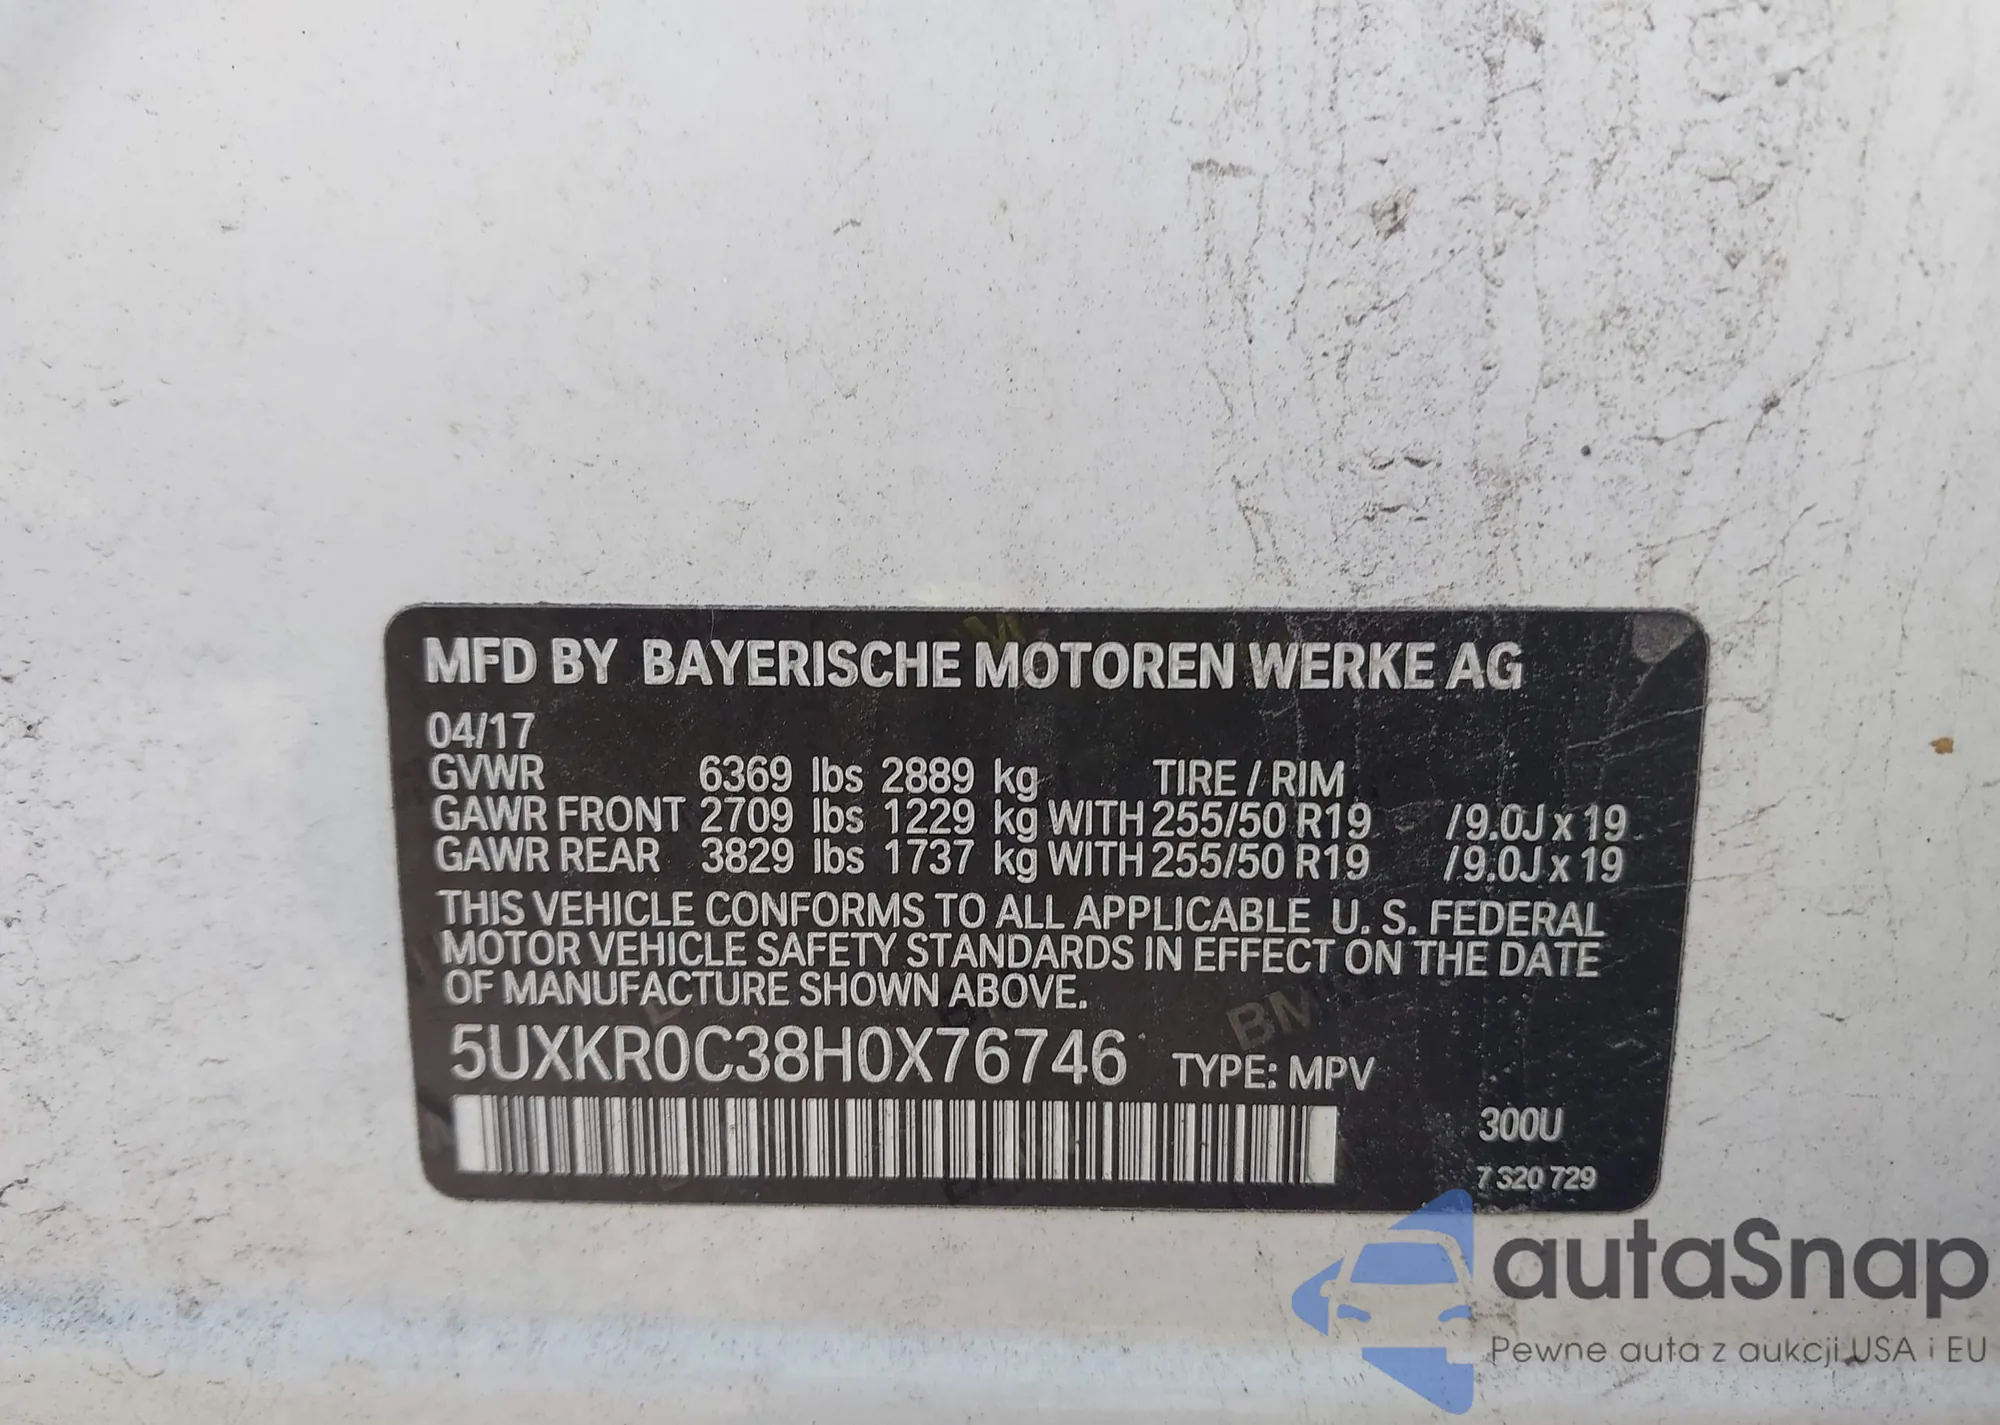 MFD BY BAYERISCHE MOTOREN WERKE AG
04/17
GVWR 6369 lbs 2889 kg TIRE / RIM
GAWR FRONT 2709 lbs 1229 kg WITH 255/50 R19 /9.0J x 19
GAWR REAR 3829 lbs 1737 kg WITH 255/50 R19 /9.0J x 19
THIS VEHICLE CONFORMS TO ALL APPLICABLE U. S. FEDERAL
MOTOR VEHICLE SAFETY STANDARDS IN EFFECT ON THE DATE
OF MANUFACTURE SHOWN ABOVE.
5UXKR0C38H0X76746 TYPE: MPV
300U
7 320 729
autaSnap
Pewne auta z aukcji USA i EU